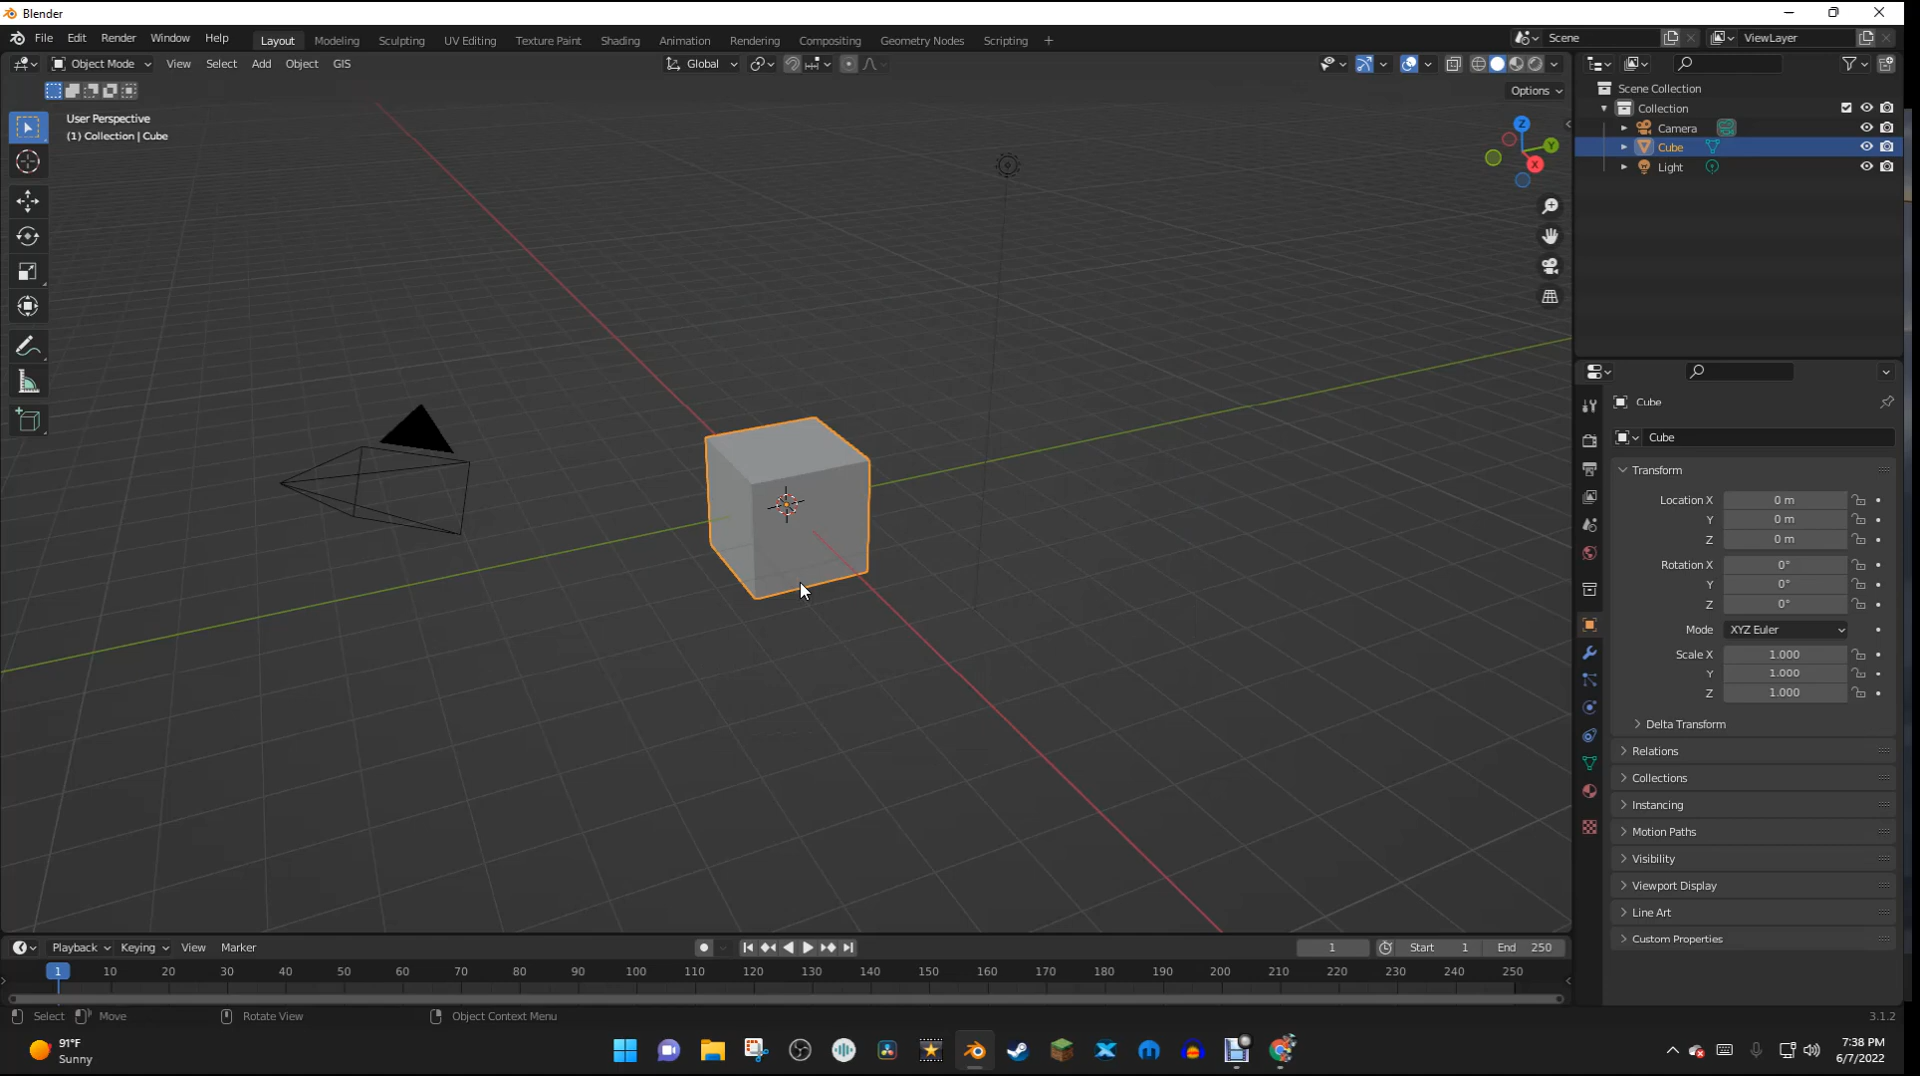 Blender
File Edit Render Window Help Layout Modeling Sculpting UV Editing Texture Paint Shading Animation Rendering Compositing Geometry Nodes Scripting + Scene ViewLayer
Object Mode View Select Add Object GIS Global
Options
User Perspective
(1) Collection | Cube
Z
Y
X
Scene Collection
Collection
Camera
Cube
Light
Cube
Cube
Transform
Location X 0 m
Y 0 m
Z 0 m
Rotation X 0°
Y 0°
Z 0°
Mode XYZ Euler
Scale X 1.000
Y 1.000
Z 1.000
Delta Transform
Relations
Collections
Instancing
Motion Paths
Visibility
Viewport Display
Line Art
Custom Properties
Playback Keying View Marker 1 Start 1 End 250
1 10 20 30 40 50 60 70 80 90 100 110 120 130 140 150 160 170 180 190 200 210 220 230 240 250
Select Move Rotate View Object Context Menu 3.1.2
91°F
Sunny
7:38 PM
6/7/2022